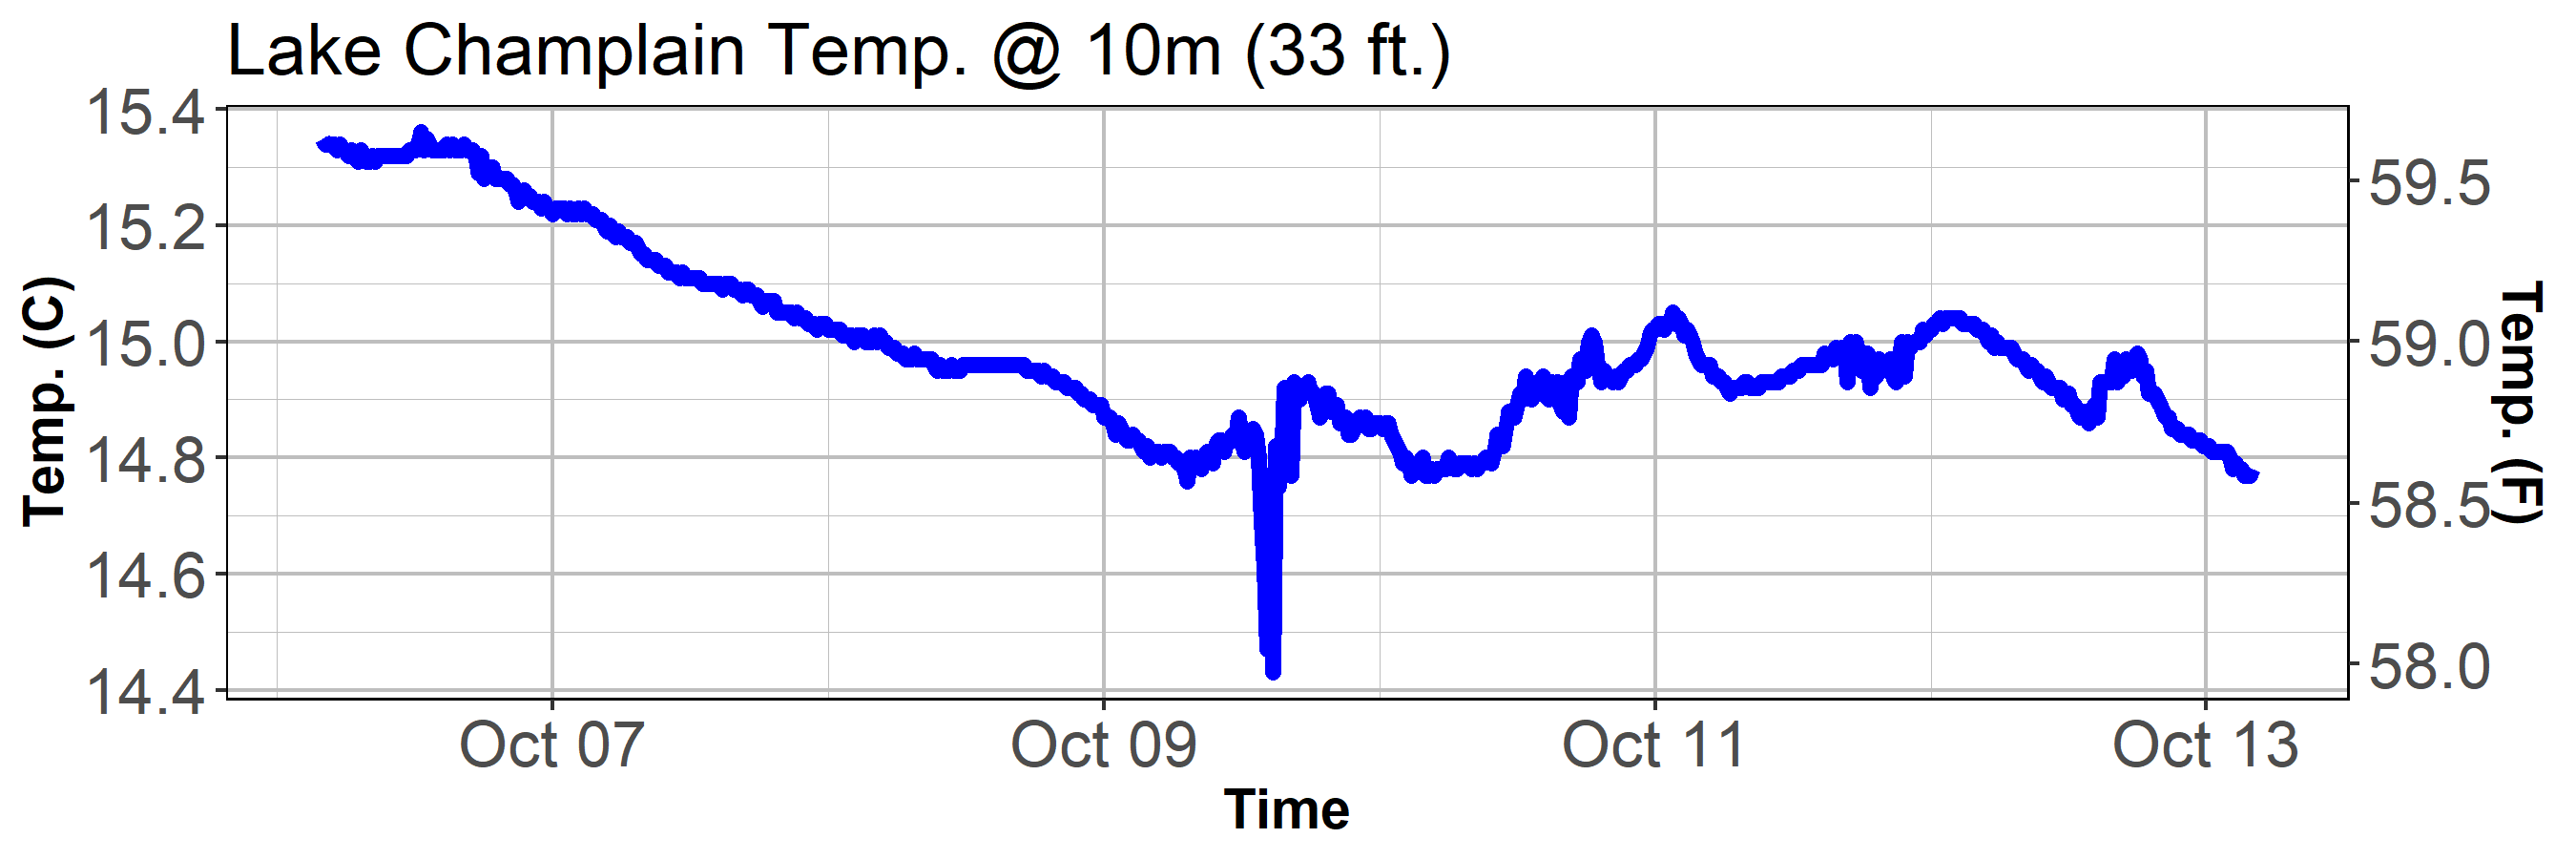 Lake Champlain Temp. @ 10m (33 ft.)
15.4
15.2
15.0
14.8
14.6
14.4
Temp. (C)
59.5
59.0
58.5
58.0
Temp. (F)
Oct 07
Oct 09
Oct 11
Oct 13
Time